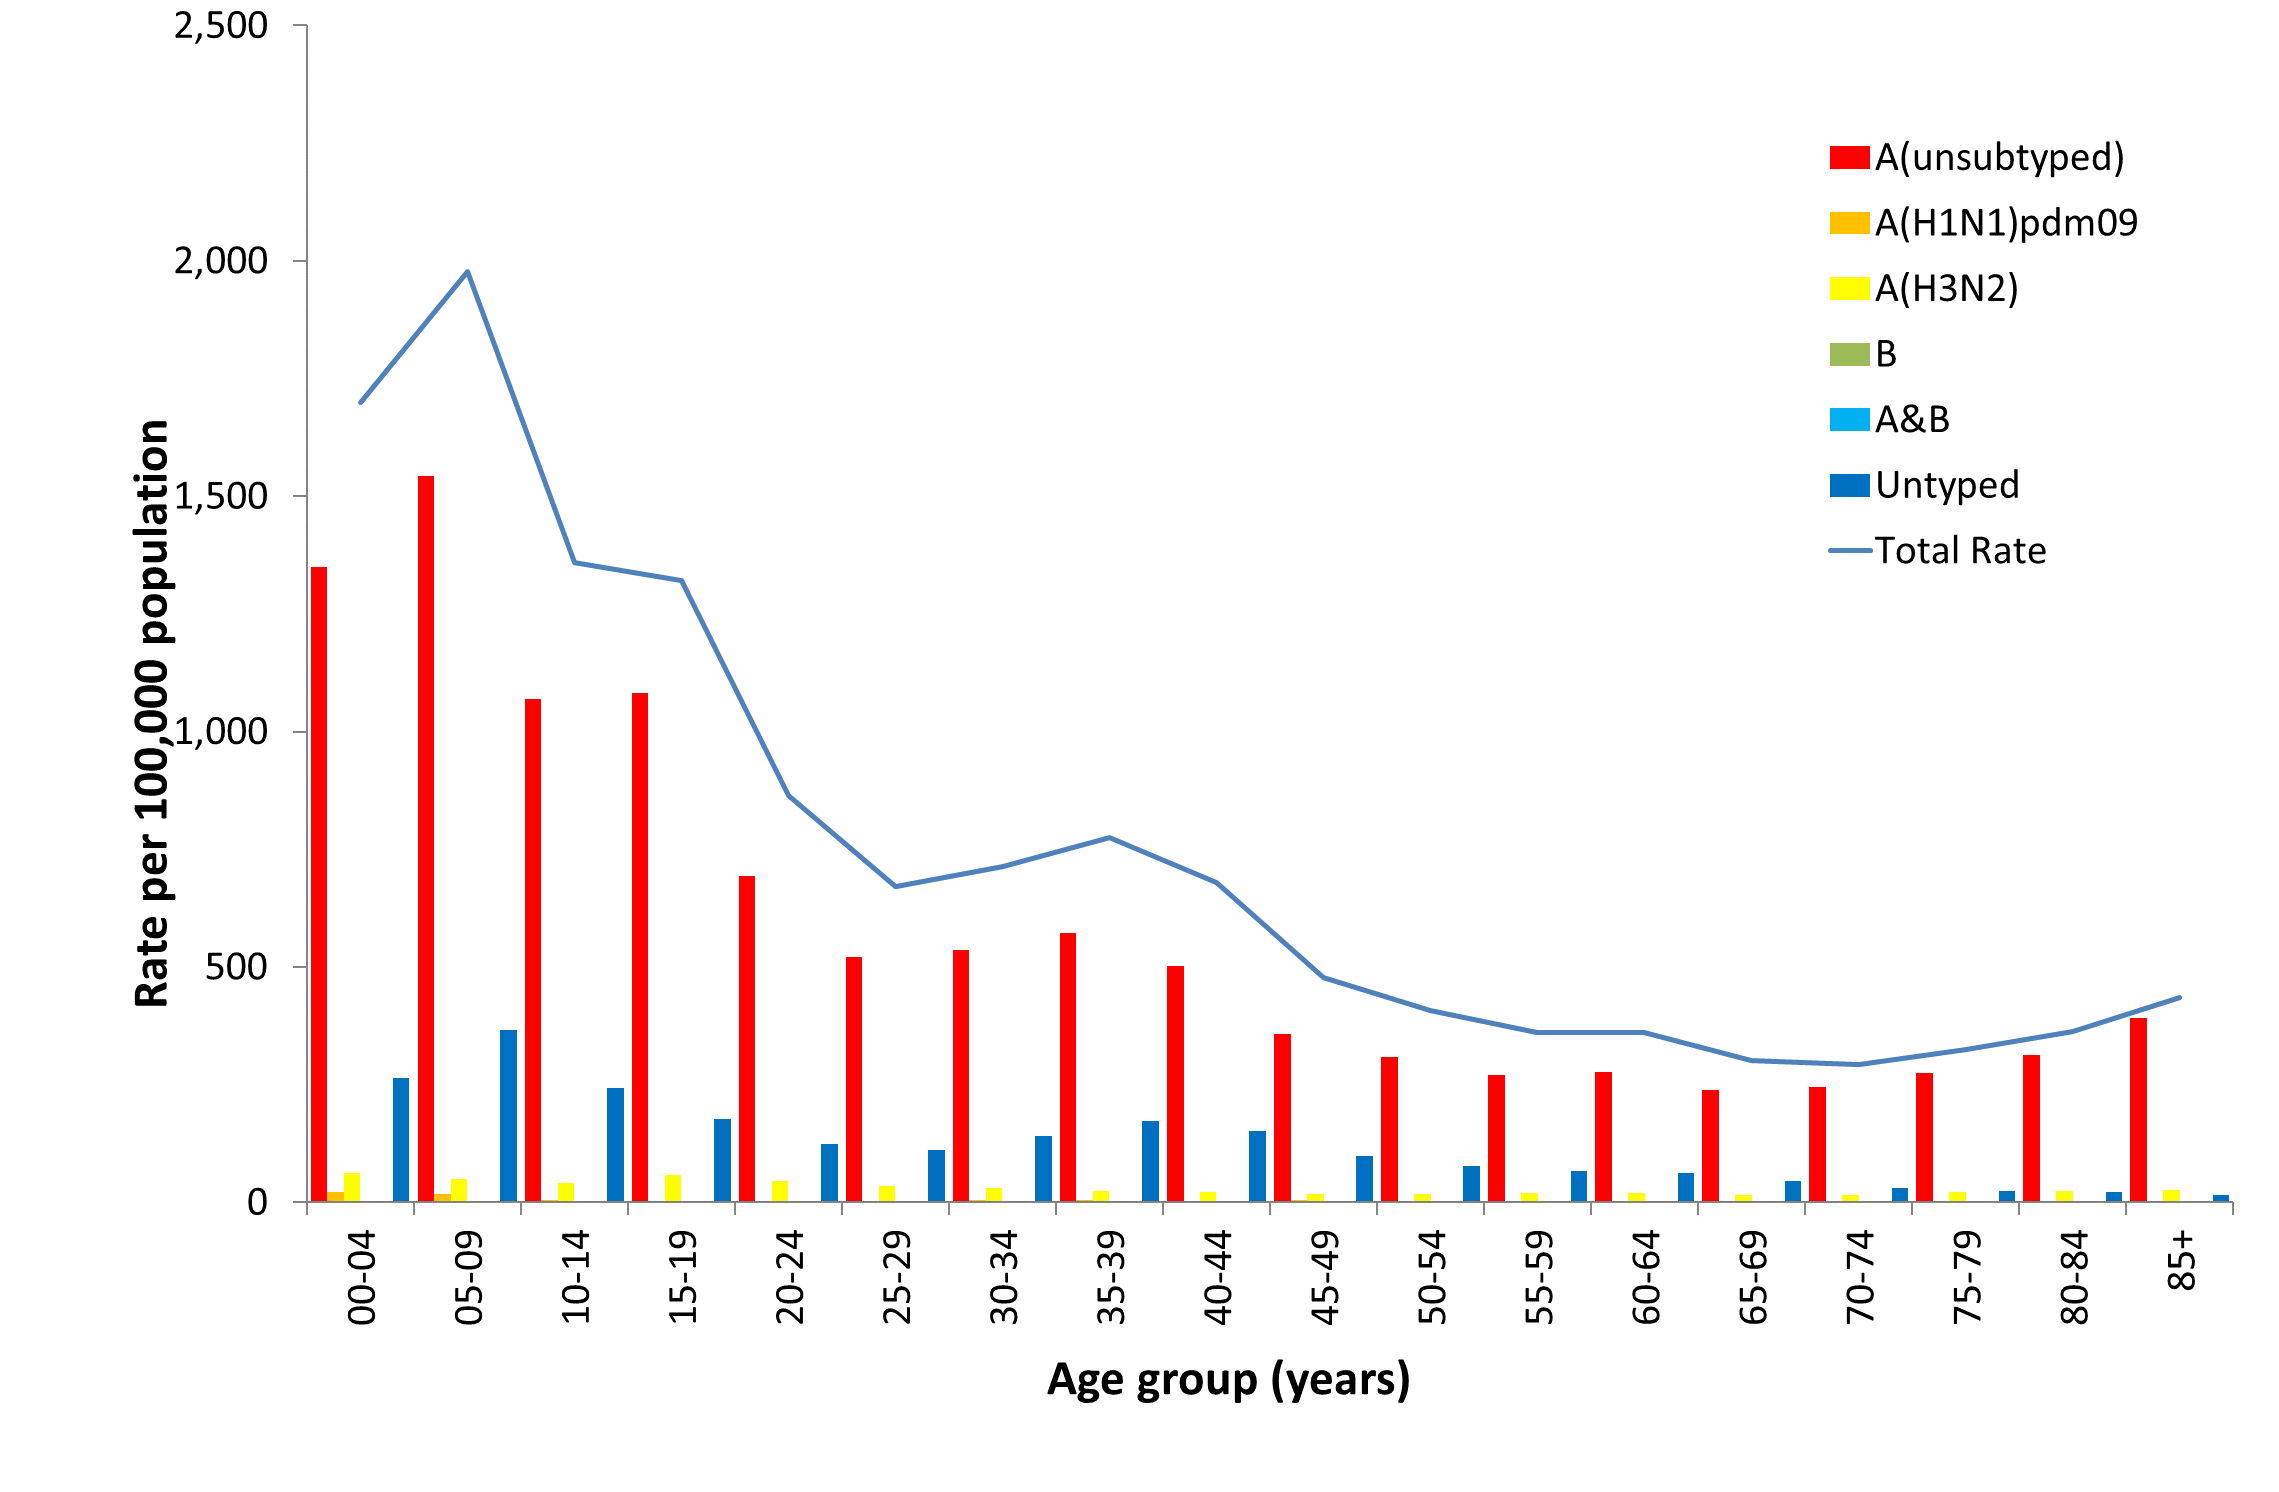 2,500
2,000
1,500
1,000
500
0
Rate per 100,000 population
A(unsubtyped)
A(H1N1)pdm09
A(H3N2)
B
A&B
Untyped
Total Rate
00-04
05-09
10-14
15-19
20-24
25-29
30-34
35-39
40-44
45-49
50-54
55-59
60-64
65-69
70-74
75-79
80-84
85+
Age group (years)